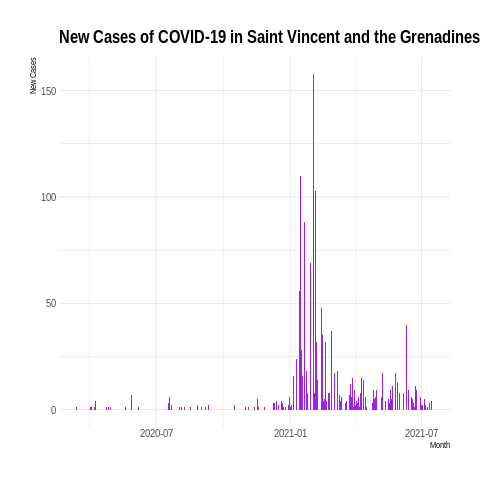 New Cases of COVID-19 in Saint Vincent and the Grenadines
New Cases
150
100
50
0
2020-07
2021-01
2021-07
Month